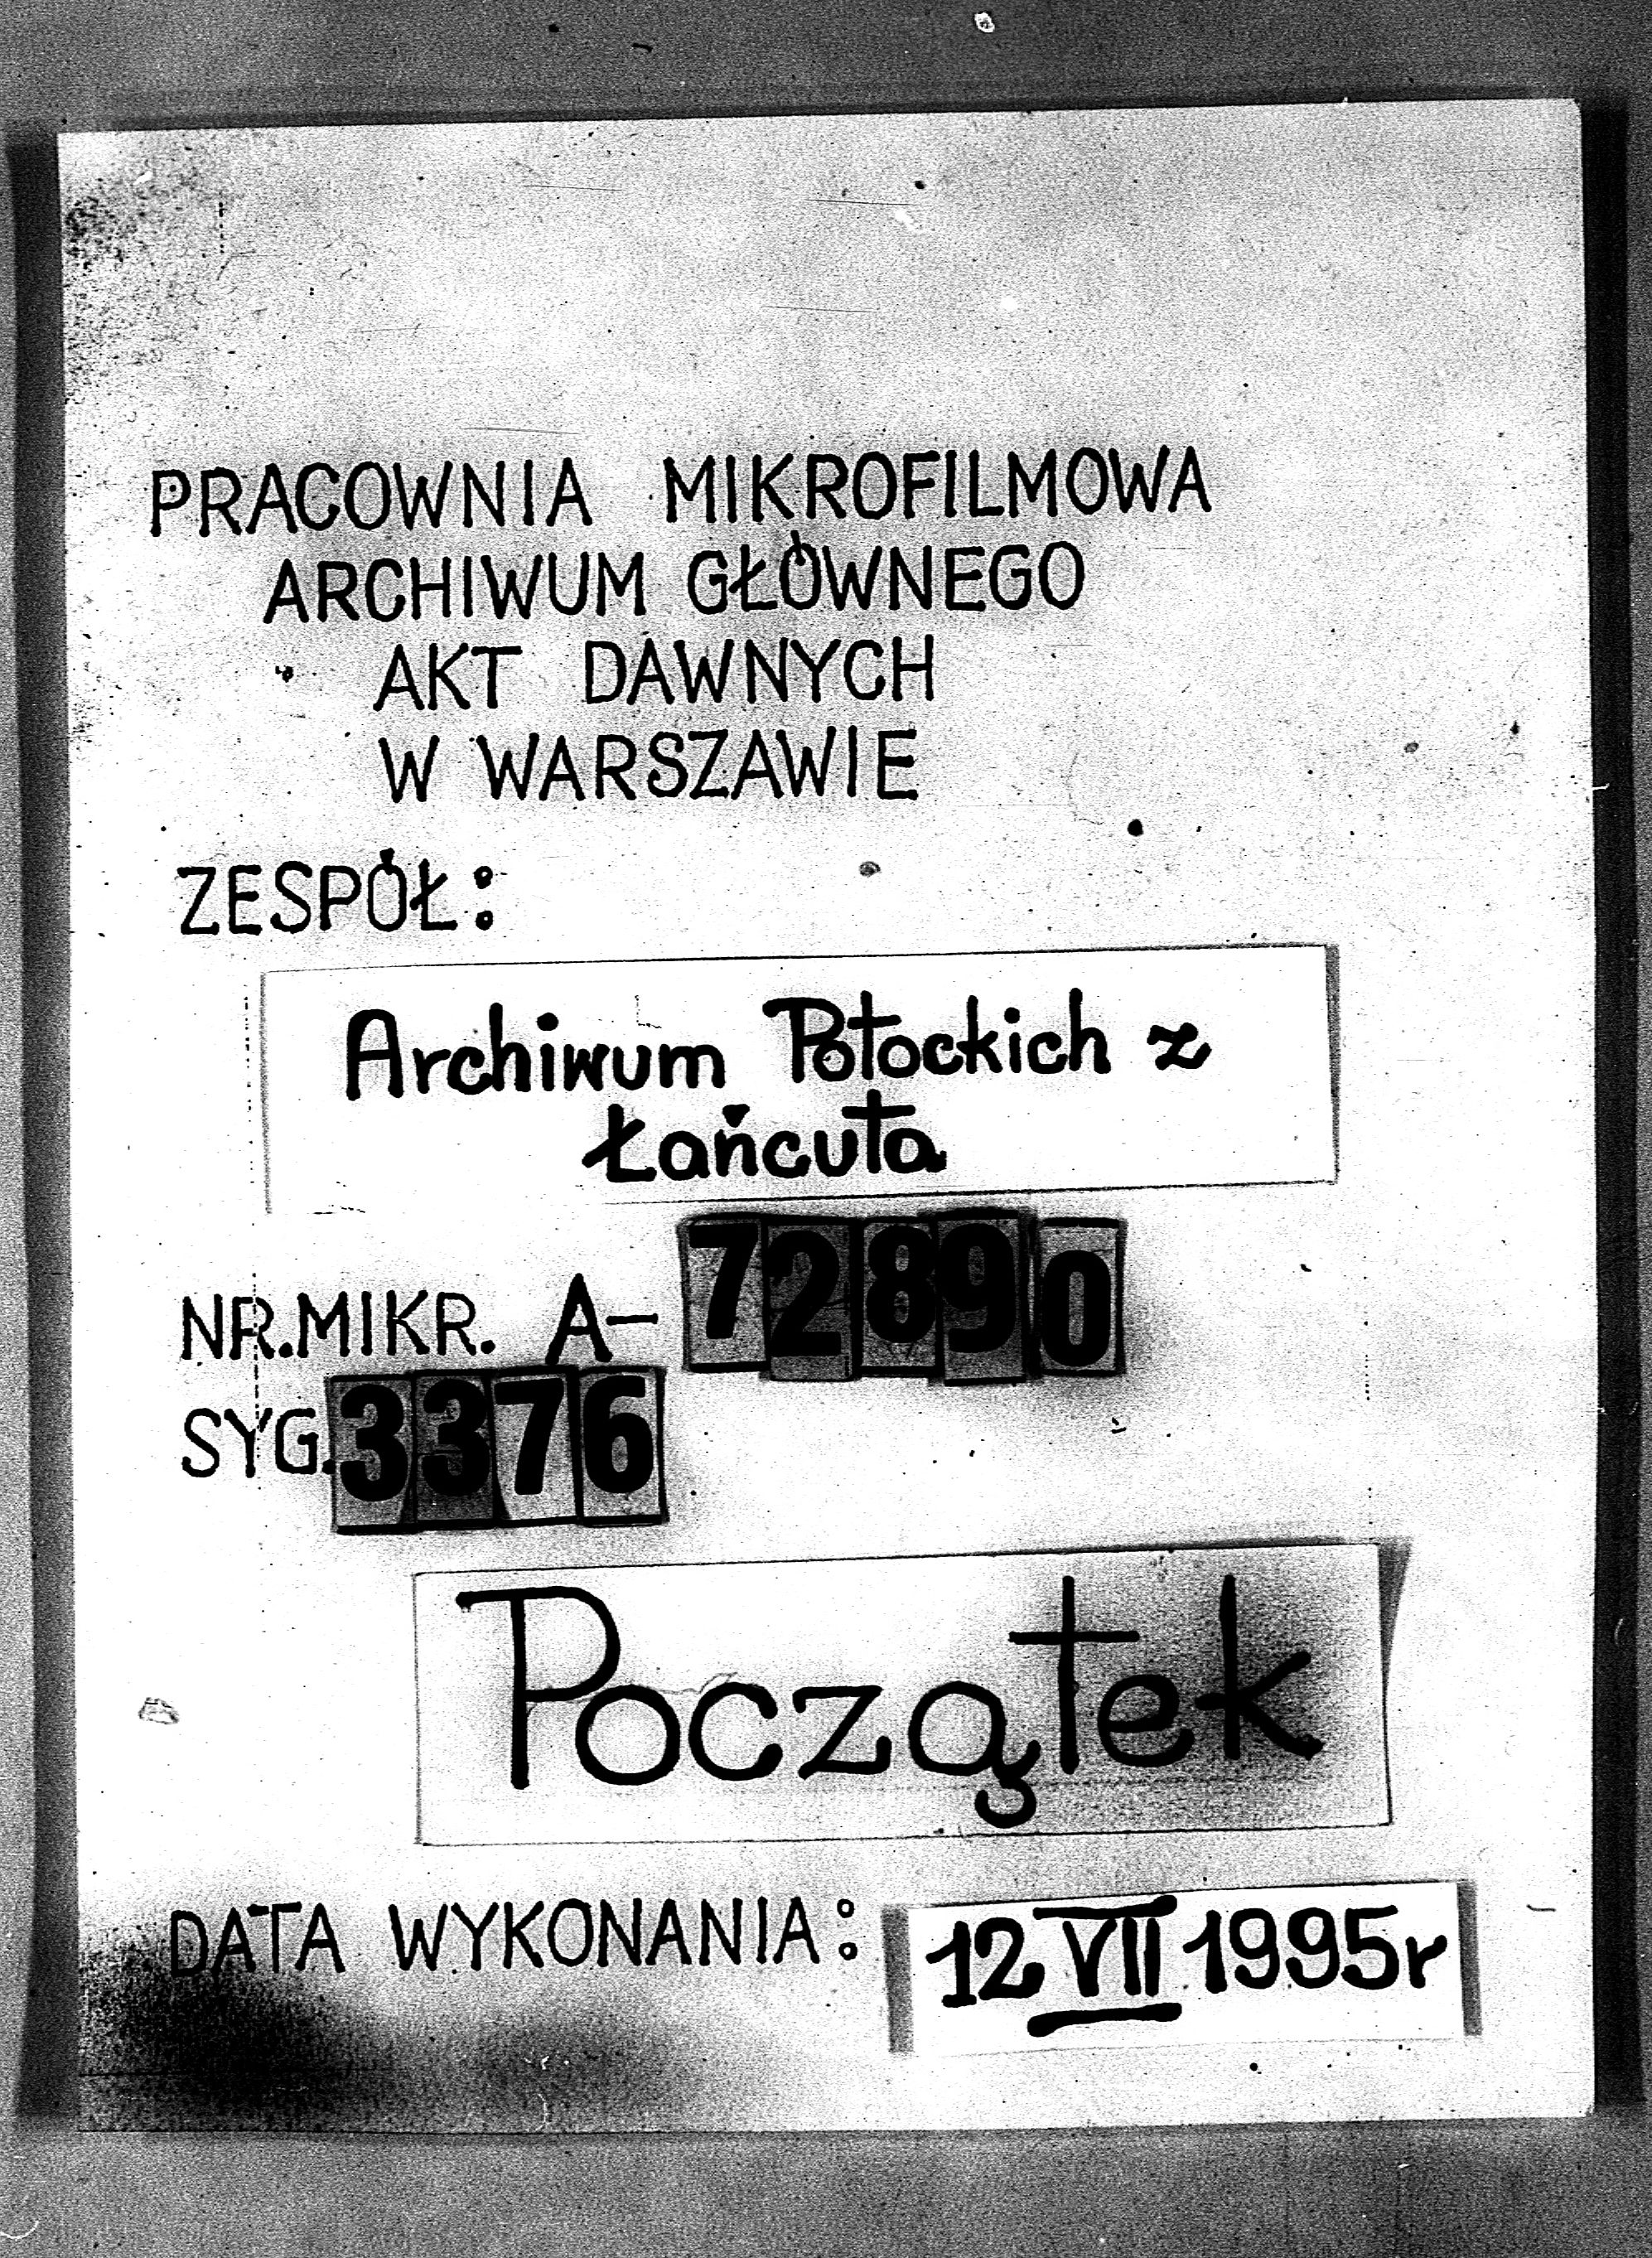 PRACOWNIA MIKROFILMOWA
ARCHIWUM GŁÓWNEGO
AKT DAWNYCH
W WARSZAWIE
ZESPÓŁ:
Archiwum Potockich z
Łańcuta
NR.MIKR. A-72890
SYG.3376
Początek
DATA WYKONANIA: 12 VII 1995r